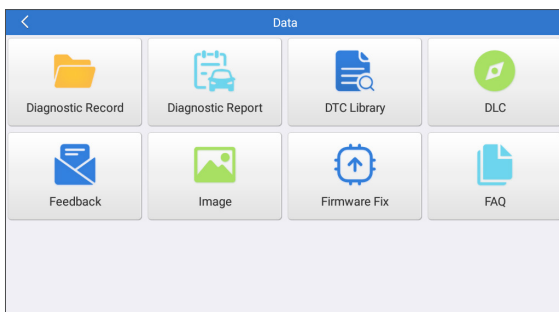 Data
Diagnostic Record
Diagnostic Report
DTC Library
DLC
Feedback
Image
Firmware Fix
FAQ